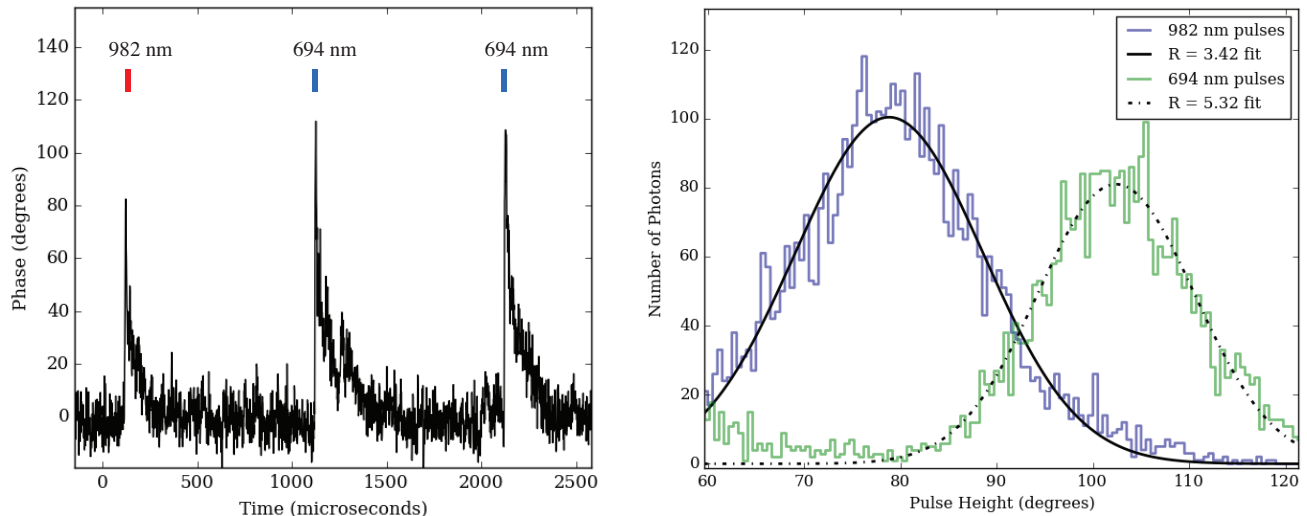 982 nm
694 nm
694 nm
140
120
100
80
60
40
20
0
Phase (degrees)
0
500
1000
1500
2000
2500
Time (microseconds)
982 nm pulses
R = 3.42 fit
694 nm pulses
R = 5.32 fit
120
100
80
60
40
20
0
Number of Photons
60
70
80
90
100
110
120
Pulse Height (degrees)